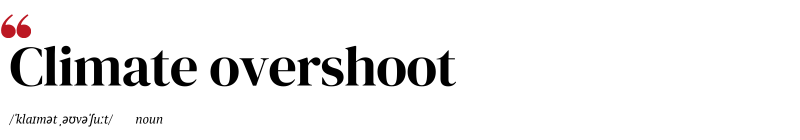 “
Climate overshoot
/ˈklaɪmət ˌəʊvəˈʃuːt/ noun